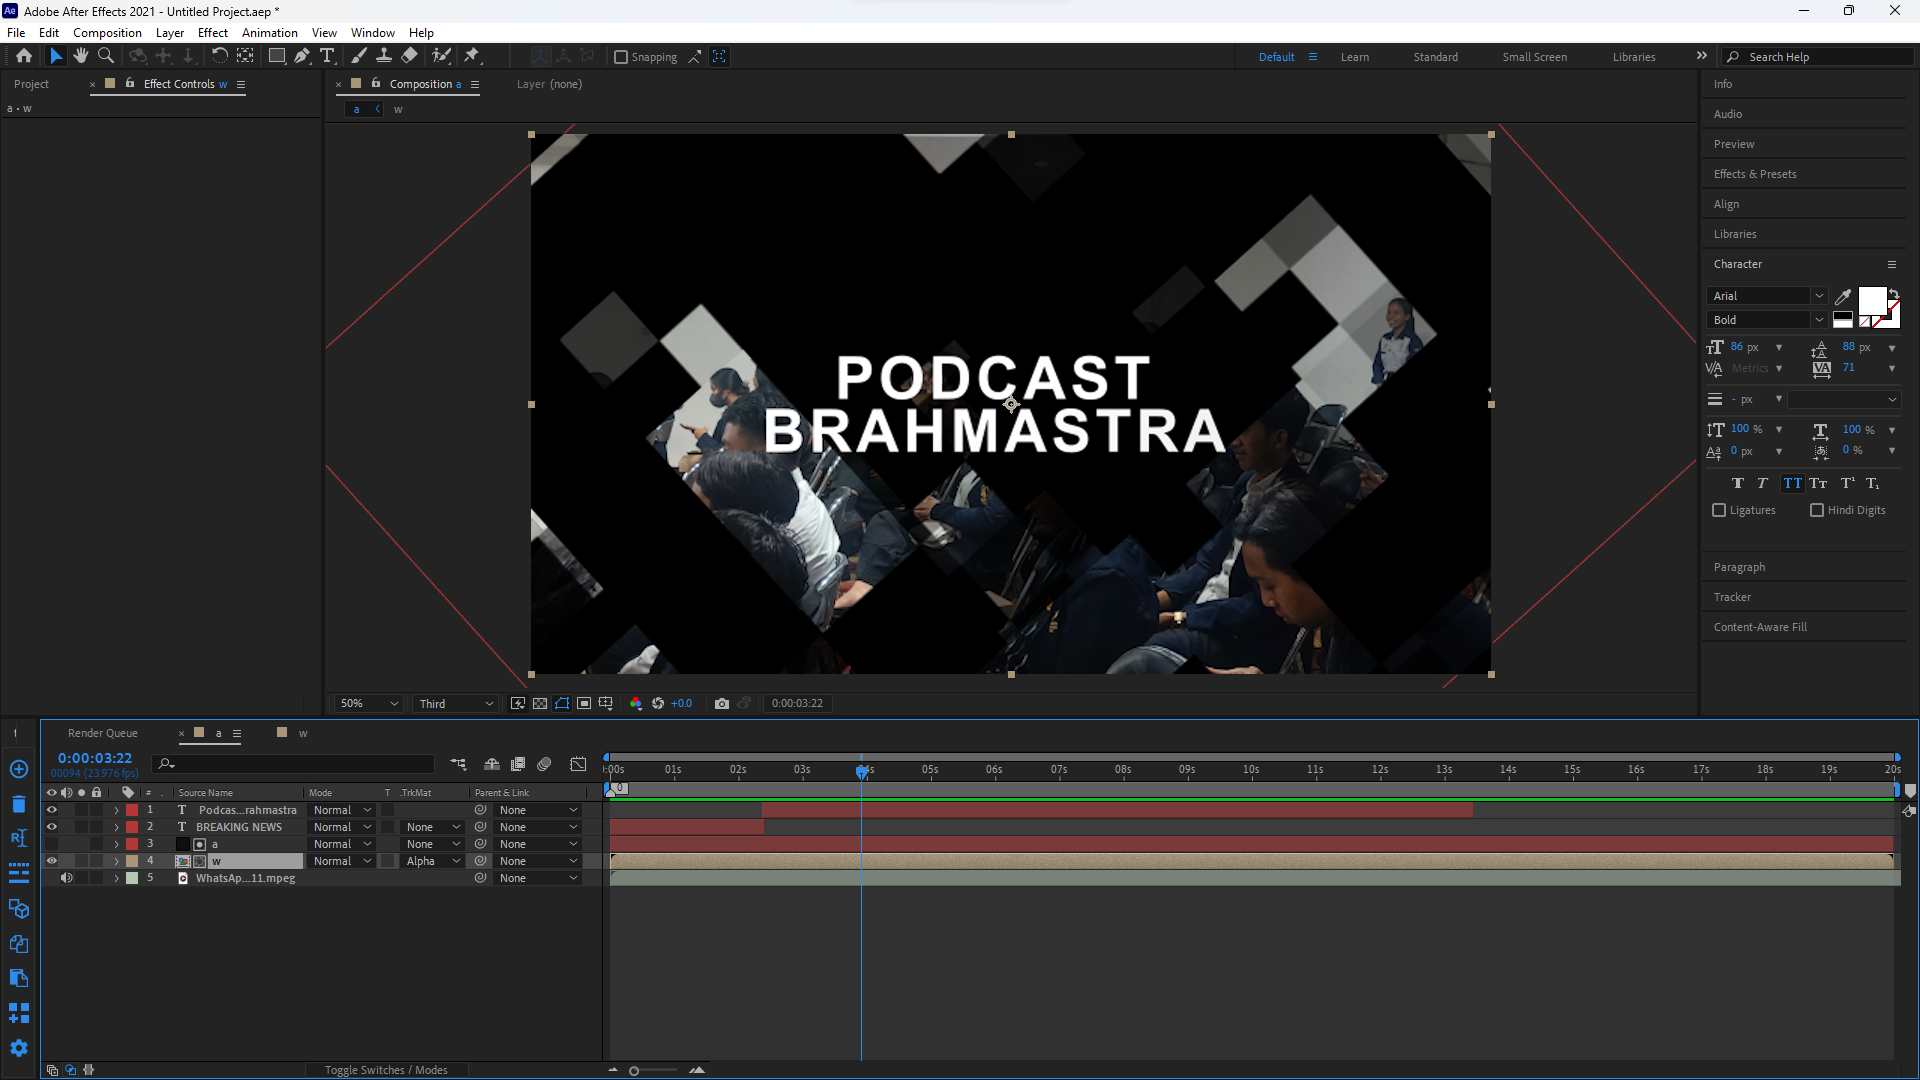 Ae Adobe After Effects 2021 - Untitled Project.aep *
File Edit Composition Layer Effect Animation View Window Help
Snapping Default Learn Standard Small Screen Libraries Search Help
Project Effect Controls w Composition a Layer (none)
a • w
a w
PODCAST
BRAHMASTRA
50% Third +0.0 0:00:03:22
Info
Audio
Preview
Effects & Presets
Align
Libraries
Character
Arial
Bold
86 px 88 px
Metrics 71
- px
100 % 100 %
0 px 0 %
T T TT Tt T¹ T₁
Ligatures Hindi Digits
Paragraph
Tracker
Content-Aware Fill
Render Queue a w
0:00:03:22
00094 (23.976 fps)
:00s 01s 02s 03s 04s 05s 06s 07s 08s 09s 10s 11s 12s 13s 14s 15s 16s 17s 18s 19s 20s
# Source Name Mode T .TrkMat Parent & Link
1 T Podcas...rahmastra Normal None
2 T BREAKING NEWS Normal None None
3 a Normal None None
4 w Normal Alpha None
5 WhatsAp...11.mpeg None
Toggle Switches / Modes